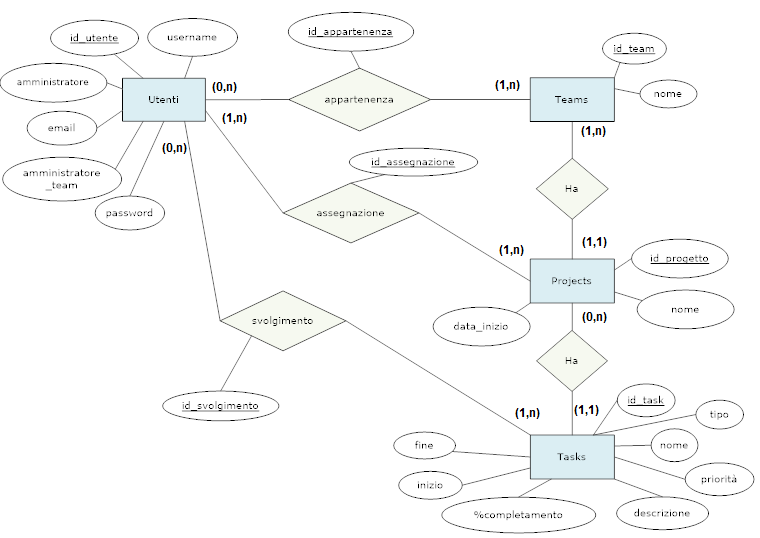 id_appartenenza
id_utente
username
id_team
amministratore
Utenti
(0,n)
appartenenza
(1,n)
Teams
nome
(1,n)
email
(0,n)
(1,n)
id_assegnazione
amministratore
_team
Ha
password
assegnazione
(1,n)
(1,1)
id_progetto
Projects
nome
data_inizio
(0,n)
svolgimento
Ha
id_svolgimento
(1,n)
(1,1)
id_task
tipo
fine
nome
Tasks
inizio
priorità
%completamento
descrizione